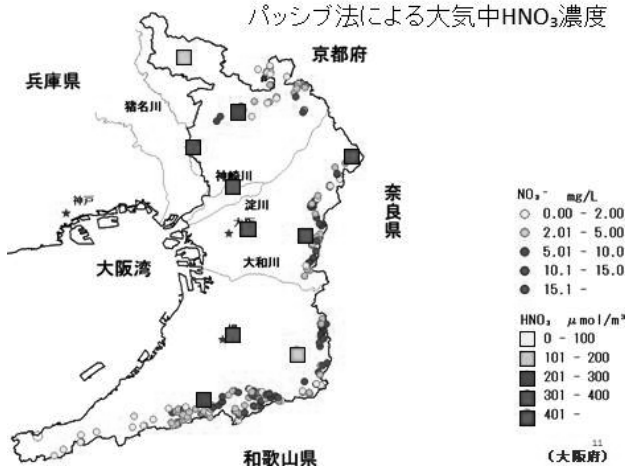 パッシブ法による大気中HNO₃濃度
京都府
兵庫県
猪名川
神崎川
淀川
神戸
奈良県
大阪湾
大和川
和歌山県
NO₃⁻ mg/L
0.00 - 2.00
2.01 - 5.00
5.01 - 10.0
10.1 - 15.0
15.1 -
HNO₃ μmol/m³
0 - 100
101 - 200
201 - 300
301 - 400
401 -
11
(大阪府)